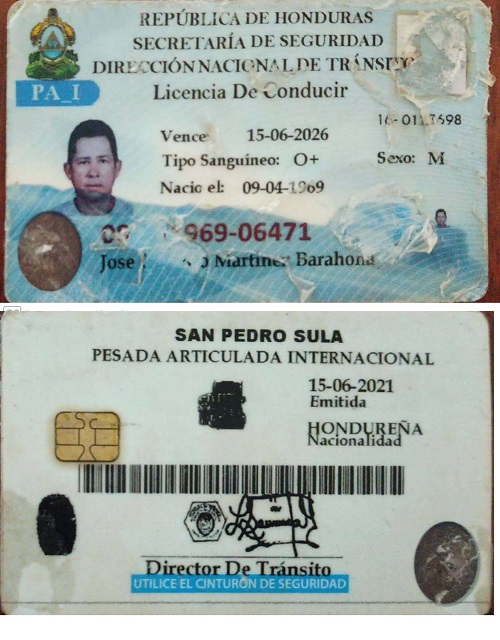 REPÚBLICA DE HONDURAS
SECRETARÍA DE SEGURIDAD
DIRECCIÓN NACIONAL DE TRÁNSITO
PA_I
Licencia De Conducir
Vence: 15-06-2026
Tipo Sanguíneo: O+ Sexo: M
Nacio el: 09-04-1969
969-06471
Jose Martinez Barahona
SAN PEDRO SULA
PESADA ARTICULADA INTERNACIONAL
15-06-2021
Emitida
HONDUREÑA
Nacionalidad
Director De Tránsito
UTILICE EL CINTURÓN DE SEGURIDAD